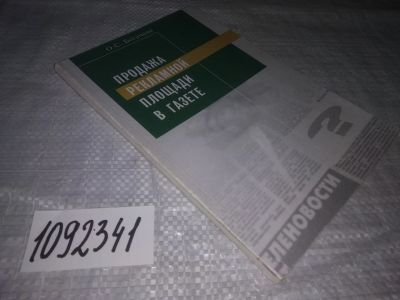 ПРОДАЖА
РЕКЛАМНОЙ
ПЛОЩАДИ
В ГАЗЕТЕ
?
ЕЛЕНОВОСТИ
1092341